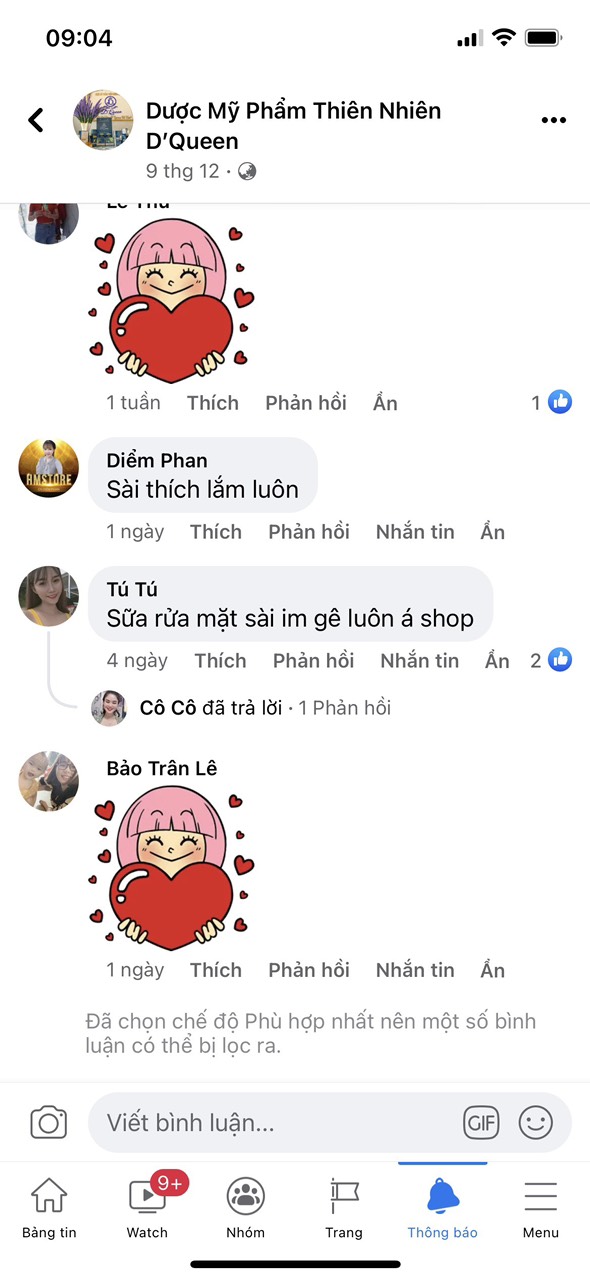 09:04
Dược Mỹ Phẩm Thiên Nhiên
D'Queen
9 thg 12 ·
Lê Thu
1 tuần Thích Phản hồi Ẩn 1
Diểm Phan
Sài thích lắm luôn
1 ngày Thích Phản hồi Nhắn tin Ẩn
RMSTORE
Tú Tú
Sữa rửa mặt sài im gê luôn á shop
4 ngày Thích Phản hồi Nhắn tin Ẩn 2
Cô Cô đã trả lời · 1 Phản hồi
Bảo Trân Lê
1 ngày Thích Phản hồi Nhắn tin Ẩn
Đã chọn chế độ Phù hợp nhất nên một số bình
luận có thể bị lọc ra.
Viết bình luận... GIF
9+
Bảng tin Watch Nhóm Trang Thông báo Menu